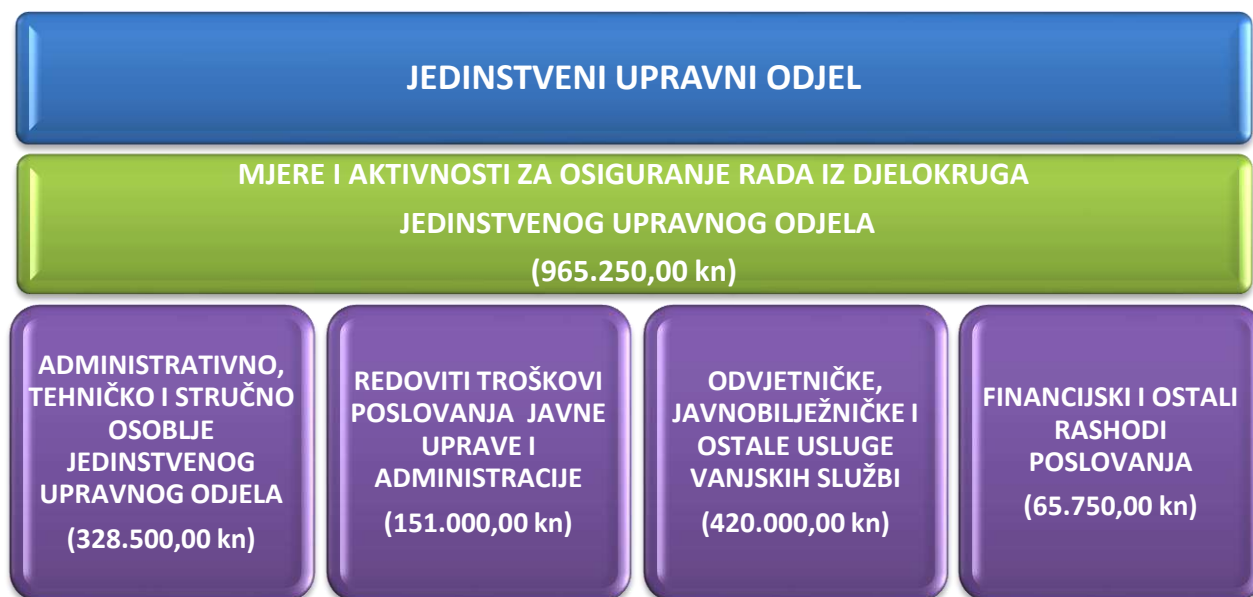 JEDINSTVENI UPRAVNI ODJEL
MJERE I AKTIVNOSTI ZA OSIGURANJE RADA IZ DJELOKRUGA
JEDINSTVENOG UPRAVNOG ODJELA
(965.250,00 kn)
ADMINISTRATIVNO,
TEHNIČKO I STRUČNO
OSOBLJE
JEDINSTVENOG
UPRAVNOG ODJELA
(328.500,00 kn)
REDOVITI TROŠKOVI
POSLOVANJA JAVNE
UPRAVE I
ADMINISTRACIJE
(151.000,00 kn)
ODVJETNIČKE,
JAVNOBILJEŽNIČKE I
OSTALE USLUGE
VANJSKIH SLUŽBI
(420.000,00 kn)
FINANCIJSKI I OSTALI
RASHODI
POSLOVANJA
(65.750,00 kn)